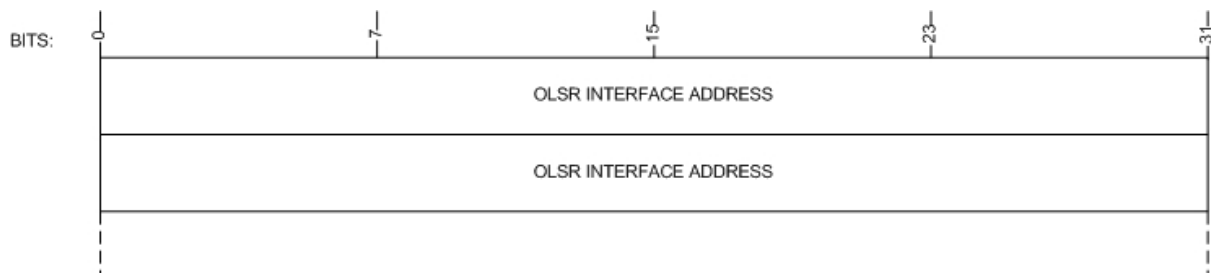 BITS: 0 7 15 23 31
OLSR INTERFACE ADDRESS
OLSR INTERFACE ADDRESS